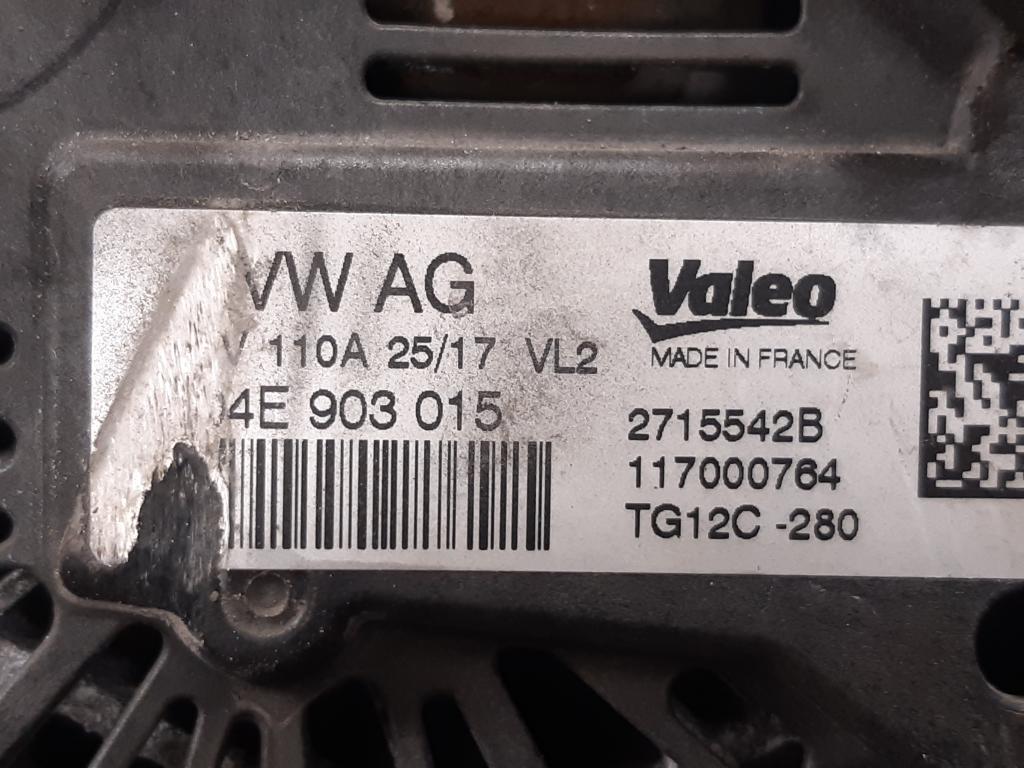 VW AG
V 110A 25/17 VL2
4E 903 015
Valeo
MADE IN FRANCE
2715542B
117000764
TG12C -280